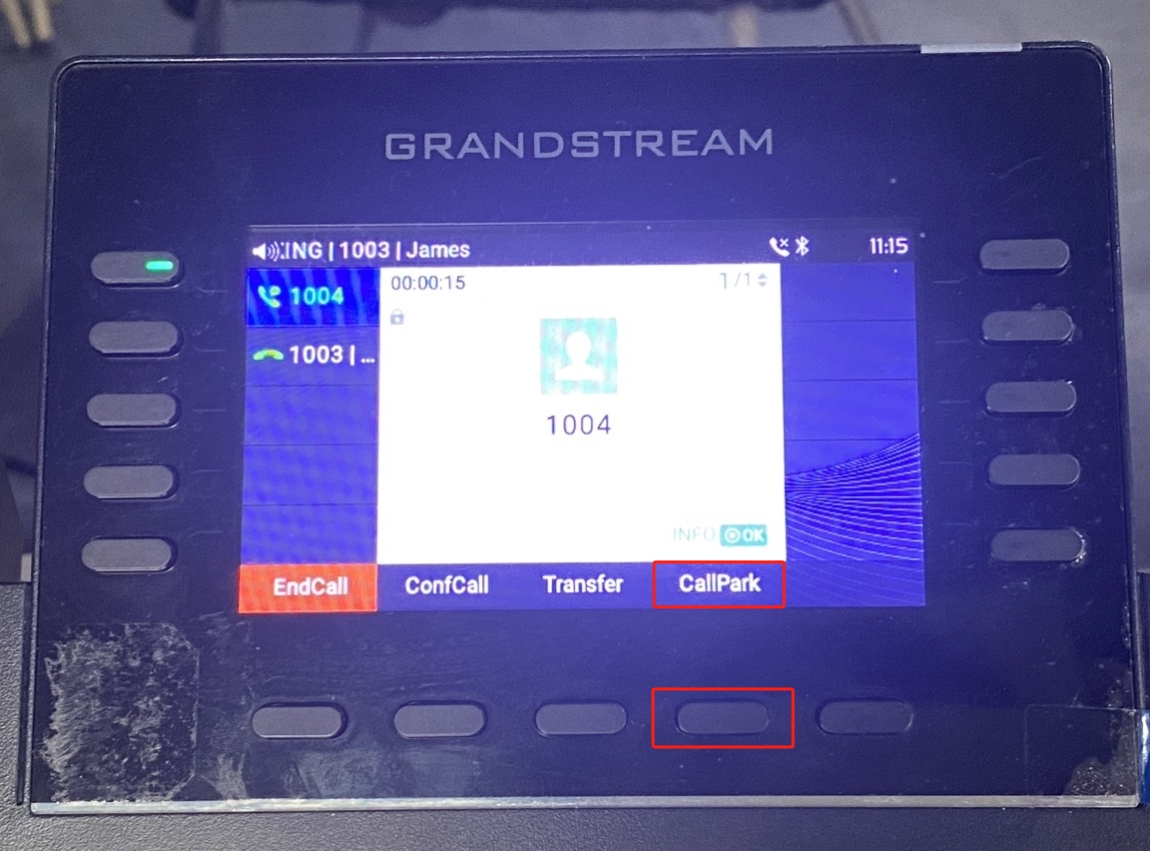 GRANDSTREAM
ING | 1003 | James 11:15
1004
1003 | ...
00:00:15 1/1
1004
INFO OK
EndCall ConfCall Transfer CallPark